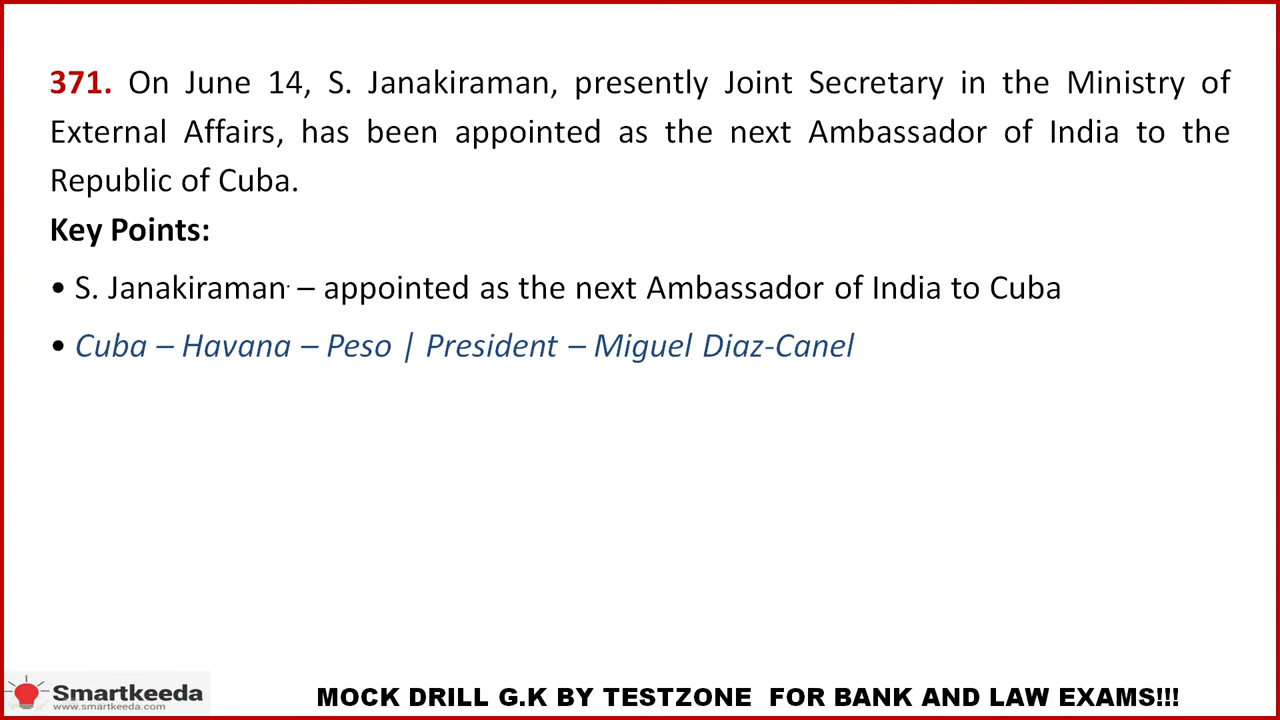 371. On June 14, S. Janakiraman, presently Joint Secretary in the Ministry of
External Affairs, has been appointed as the next Ambassador of India to the
Republic of Cuba.
Key Points:
• S. Janakiraman – appointed as the next Ambassador of India to Cuba
• Cuba – Havana – Peso | President – Miguel Diaz-Canel
Smartkeeda
www.smartkeeda.com
MOCK DRILL G.K BY TESTZONE FOR BANK AND LAW EXAMS!!!